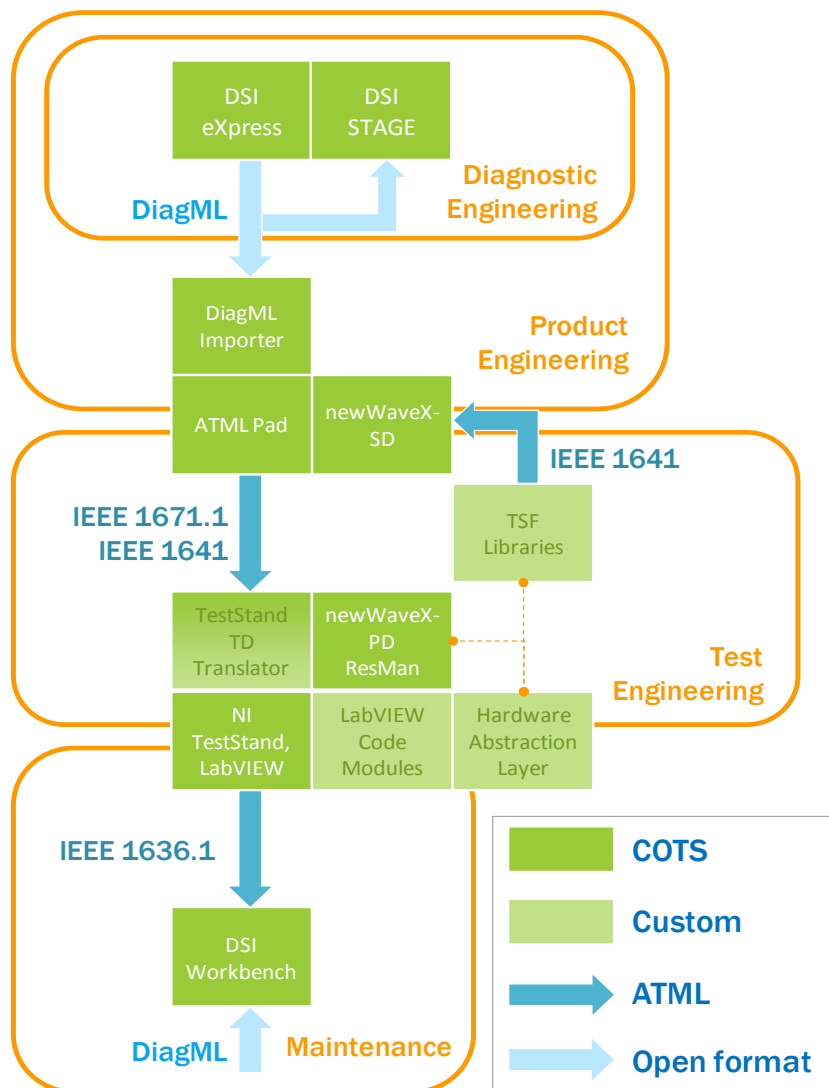 DSI
eXpress
DSI
STAGE
DiagML
Diagnostic
Engineering
DiagML
Importer
Product
Engineering
ATML Pad
newWaveX-
SD
IEEE 1641
IEEE 1671.1
IEEE 1641
TSF
Libraries
TestStand
TD
Translator
newWaveX-
PD
ResMan
Test
Engineering
NI
TestStand,
LabVIEW
LabVIEW
Code
Modules
Hardware
Abstraction
Layer
IEEE 1636.1
DSI
Workbench
DiagML
Maintenance
COTS
Custom
ATML
Open format